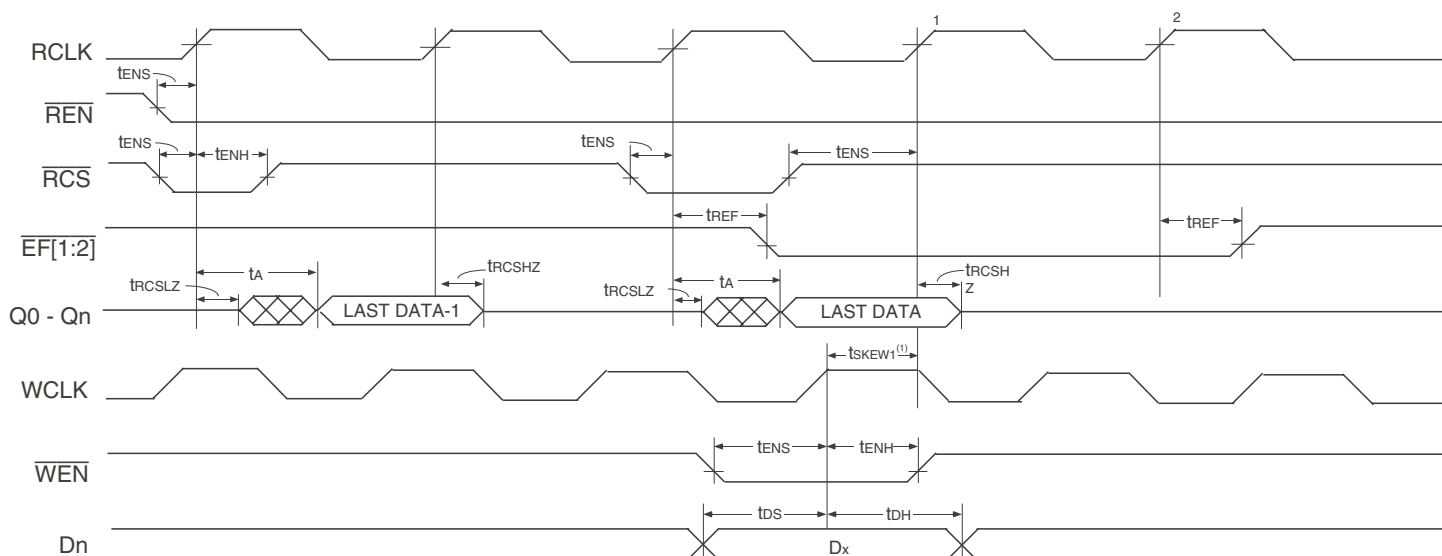 1 2
RCLK
tENS
REN
tENS tENH tENS tENS
RCS
tREF tREF
EF[1:2]
tA tRCSHZ tA tRCSHZ
tRCSLZ tRCSLZ
Q0 - Qn LAST DATA-1 LAST DATA
tSKEW1(1)
WCLK
tENS tENH
WEN
tDS tDH
Dn Dx